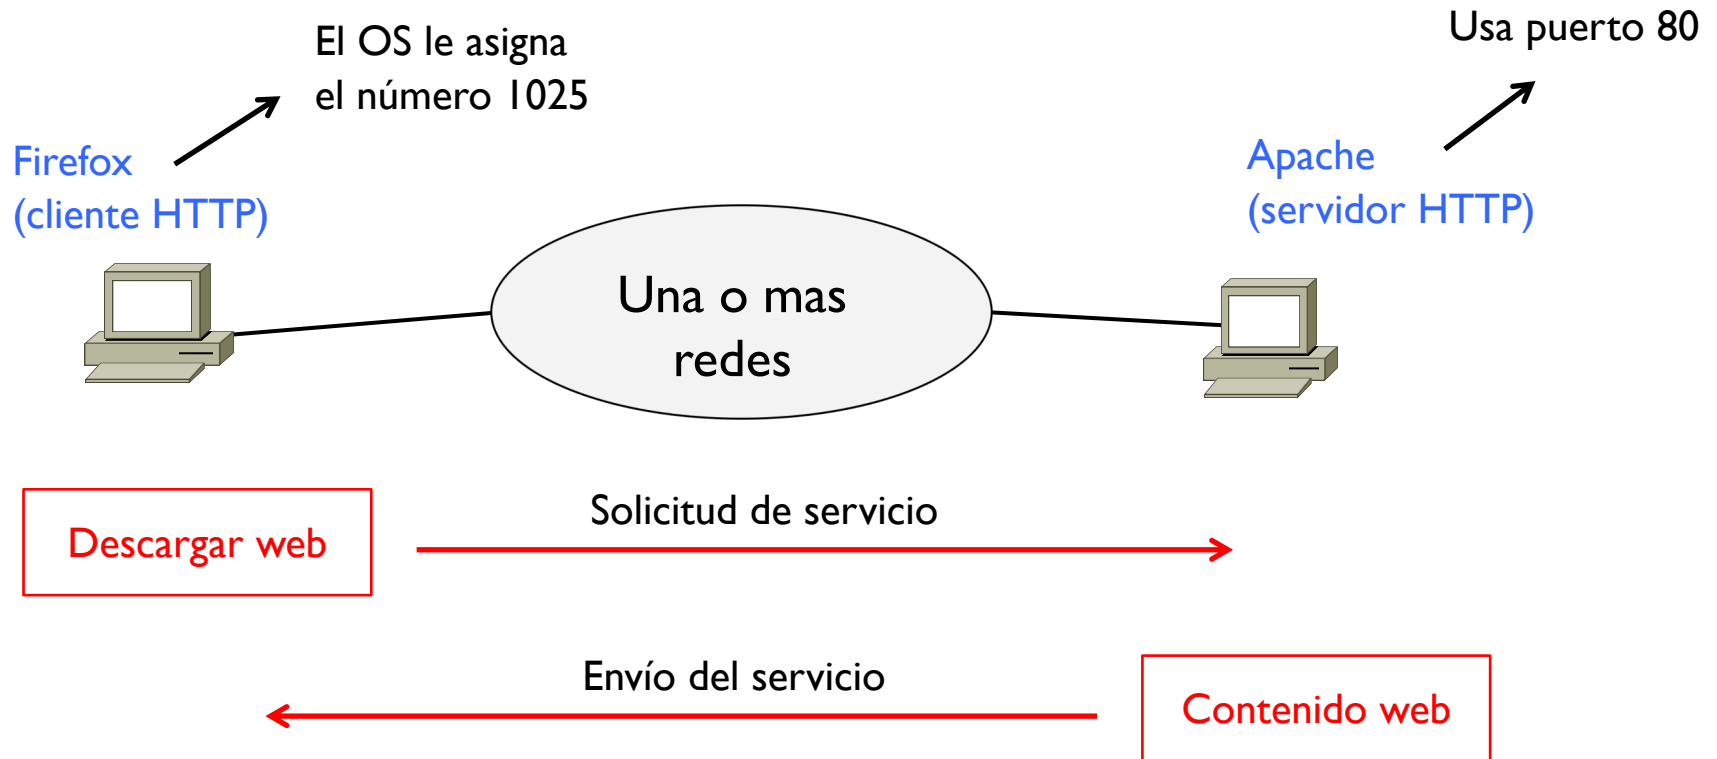 El OS le asigna
el número 1025
Usa puerto 80
Firefox
(cliente HTTP)
Apache
(servidor HTTP)
Una o mas
redes
Descargar web
Solicitud de servicio
Envío del servicio
Contenido web